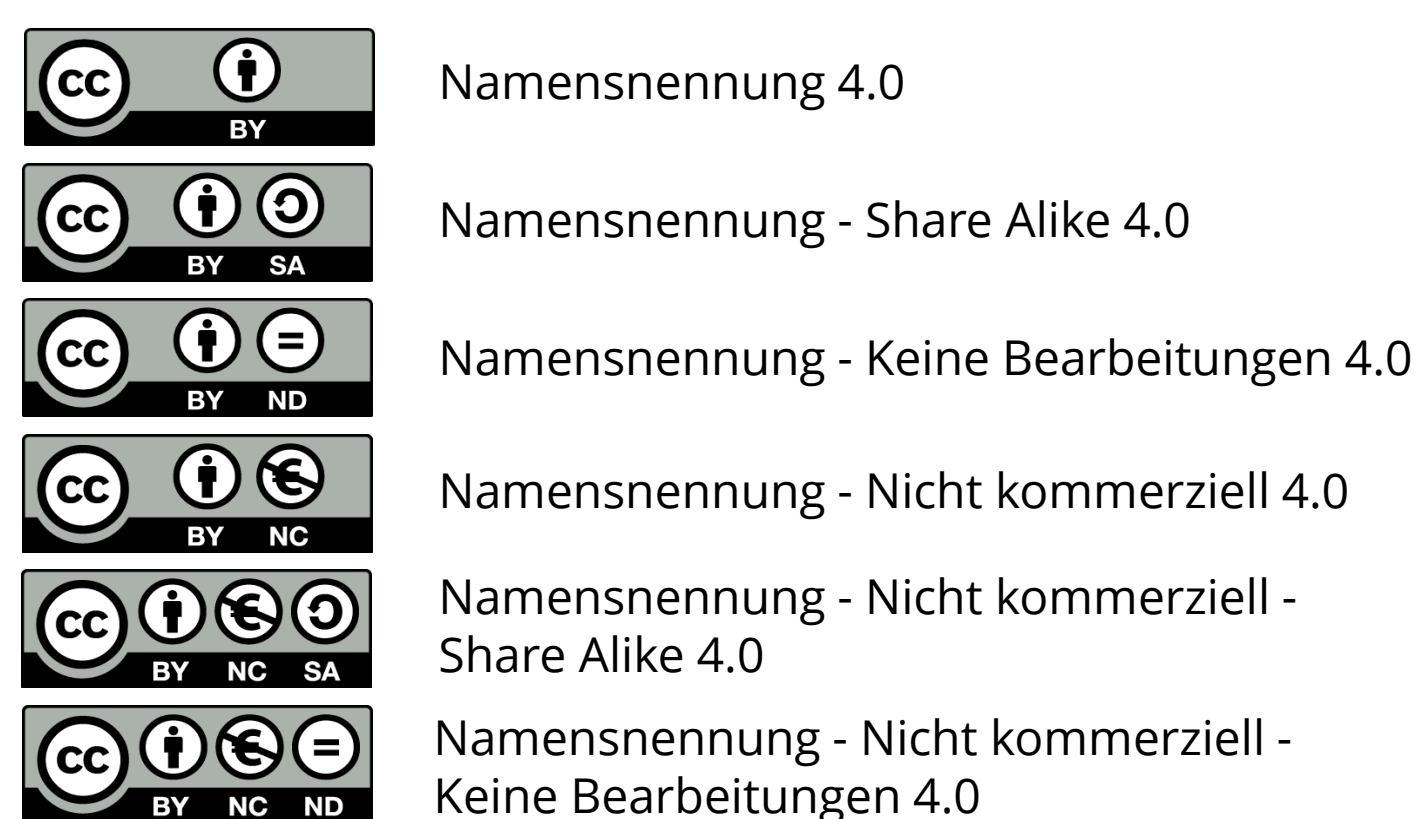 cc BY
Namensnennung 4.0
cc BY SA
Namensnennung - Share Alike 4.0
cc BY ND
Namensnennung - Keine Bearbeitungen 4.0
cc BY NC
Namensnennung - Nicht kommerziell 4.0
cc BY NC SA
Namensnennung - Nicht kommerziell -
Share Alike 4.0
cc BY NC ND
Namensnennung - Nicht kommerziell -
Keine Bearbeitungen 4.0